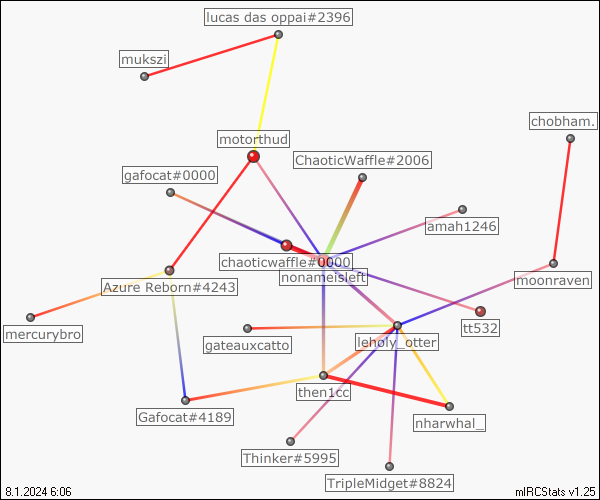 lucas das oppai#2396
mukszi
chobham.
motorthud
ChaoticWaffle#2006
gafocat#0000
amah1246
chaoticwaffle#0000
nonameisleft
Azure Reborn#4243
moonraven
mercurybro
tt532
gateauxcatto
leholy_otter
then1cc
Gafocat#4189
nharwhal_
Thinker#5995
TripleMidget#8824
8.1.2024 6:06
mIRCStats v1.25